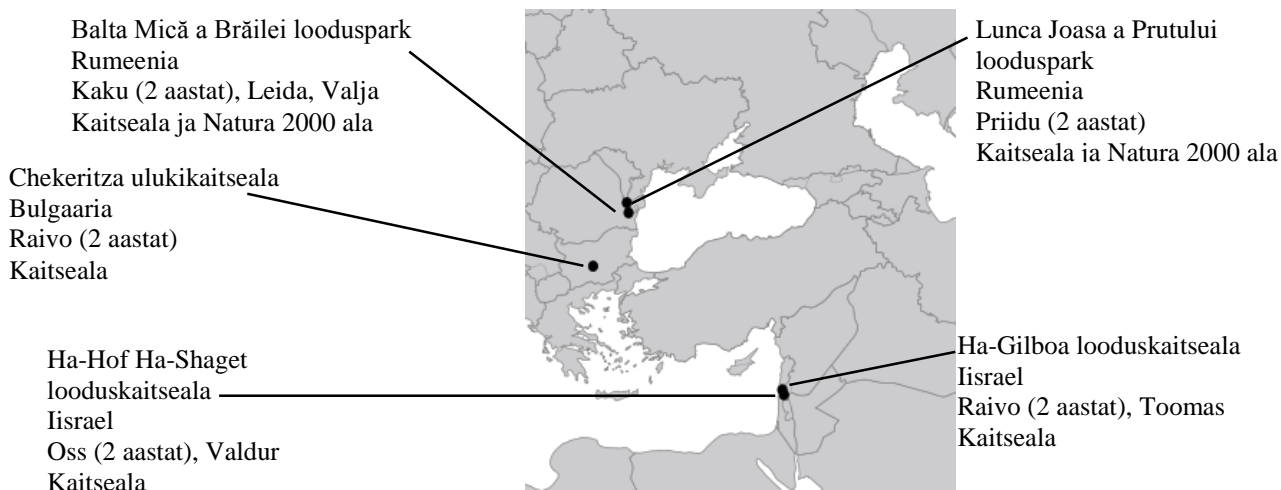 Balta Mică a Brăilei looduspark
Rumeenia
Kaku (2 aastat), Leida, Valja
Kaitseala ja Natura 2000 ala
Lunca Joasa a Prutului
looduspark
Rumeenia
Priidu (2 aastat)
Kaitseala ja Natura 2000 ala
Chekeritza ulukikaitseala
Bulgaaria
Raivo (2 aastat)
Kaitseala
Ha-Hof Ha-Shaget
looduskaitseala
Iisrael
Oss (2 aastat), Valdur
Kaitseala
Ha-Gilboa looduskaitseala
Iisrael
Raivo (2 aastat), Toomas
Kaitseala